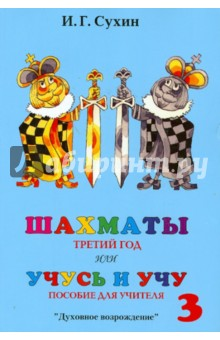 И. Г. Сухин
ШАХМАТЫ
ТРЕТИЙ ГОД
ИЛИ
УЧУСЬ И УЧУ
ПОСОБИЕ ДЛЯ УЧИТЕЛЯ
3
"Духовное возрождение"